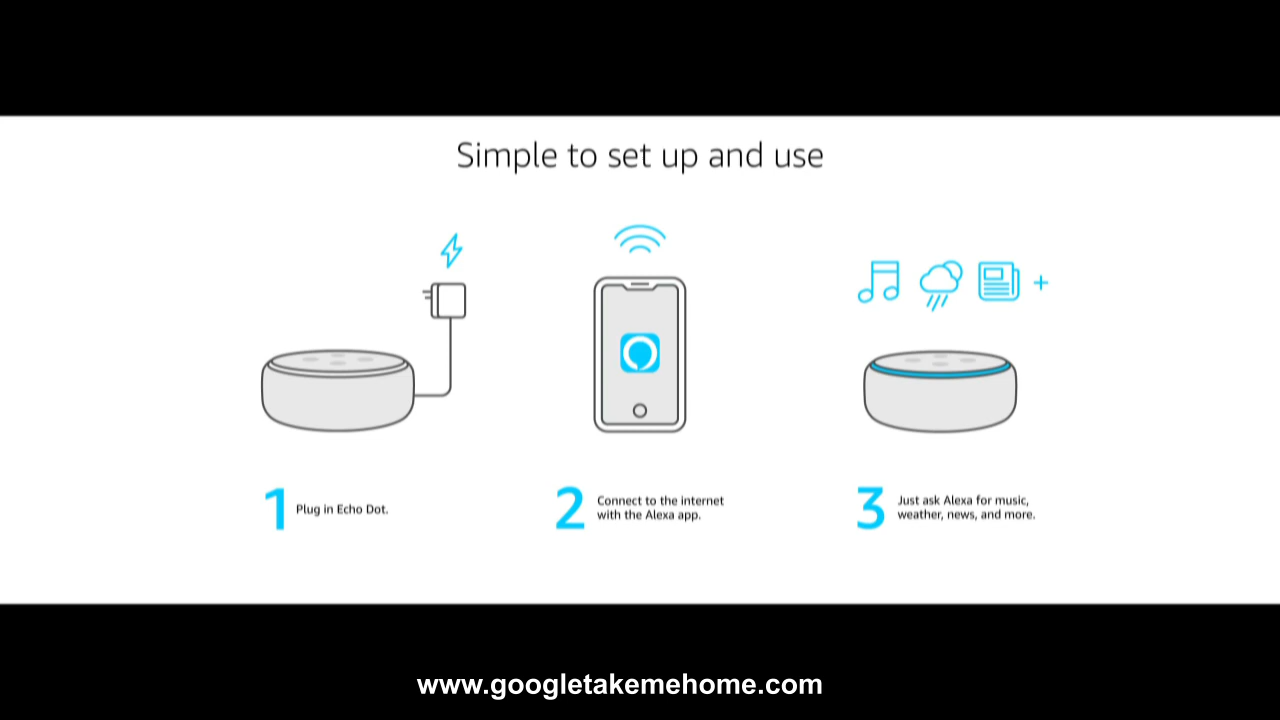 Simple to set up and use
1 Plug in Echo Dot.
2 Connect to the internet
with the Alexa app.
3 Just ask Alexa for music,
weather, news, and more.
www.googletakemehome.com